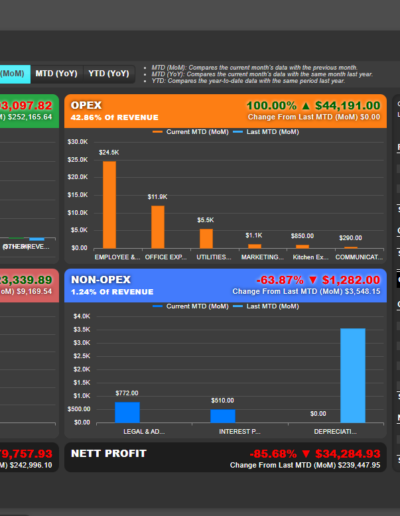 (MoM) MTD (YoY) YTD (YoY)
MTD (MoM): Compares the current month's data with the previous month.
MTD (YoY): Compares the current month's data with the same month last year.
YTD: Compares the year-to-date data with the same period last year.
3,097.82
) $252,165.64
OPEX 100.00% ▲ $44,191.00
42.86% Of REVENUE Change From Last MTD (MoM) $0.00
Current MTD (MoM) Last MTD (MoM)
$30.0K
$25.0K
$20.0K
$15.0K
$10.0K
$5.0K
$0.00
$24.5K
$11.9K
$5.5K
$1.1K
$850.00
$290.00
EMPLOYEE &... OFFICE EXP... UTILITIES... MARKETING... Kitchen Ex... COMMUNICAT...
3,339.89
oM) $9,169.54
NON-OPEX -63.87% ▼ $1,282.00
1.24% Of REVENUE Change From Last MTD (MoM) $3,548.15
Current MTD (MoM) Last MTD (MoM)
$4.0K
$3.5K
$3.0K
$2.5K
$2.0K
$1.5K
$1.0K
$500.00
$0.00
$772.00
$510.00
$0.00
LEGAL & AD... INTEREST P... DEPRECIATI...
9,757.93
) $242,996.10
NETT PROFIT -85.68% ▼ $34,284.93
Change From Last MTD (MoM) $239,447.95